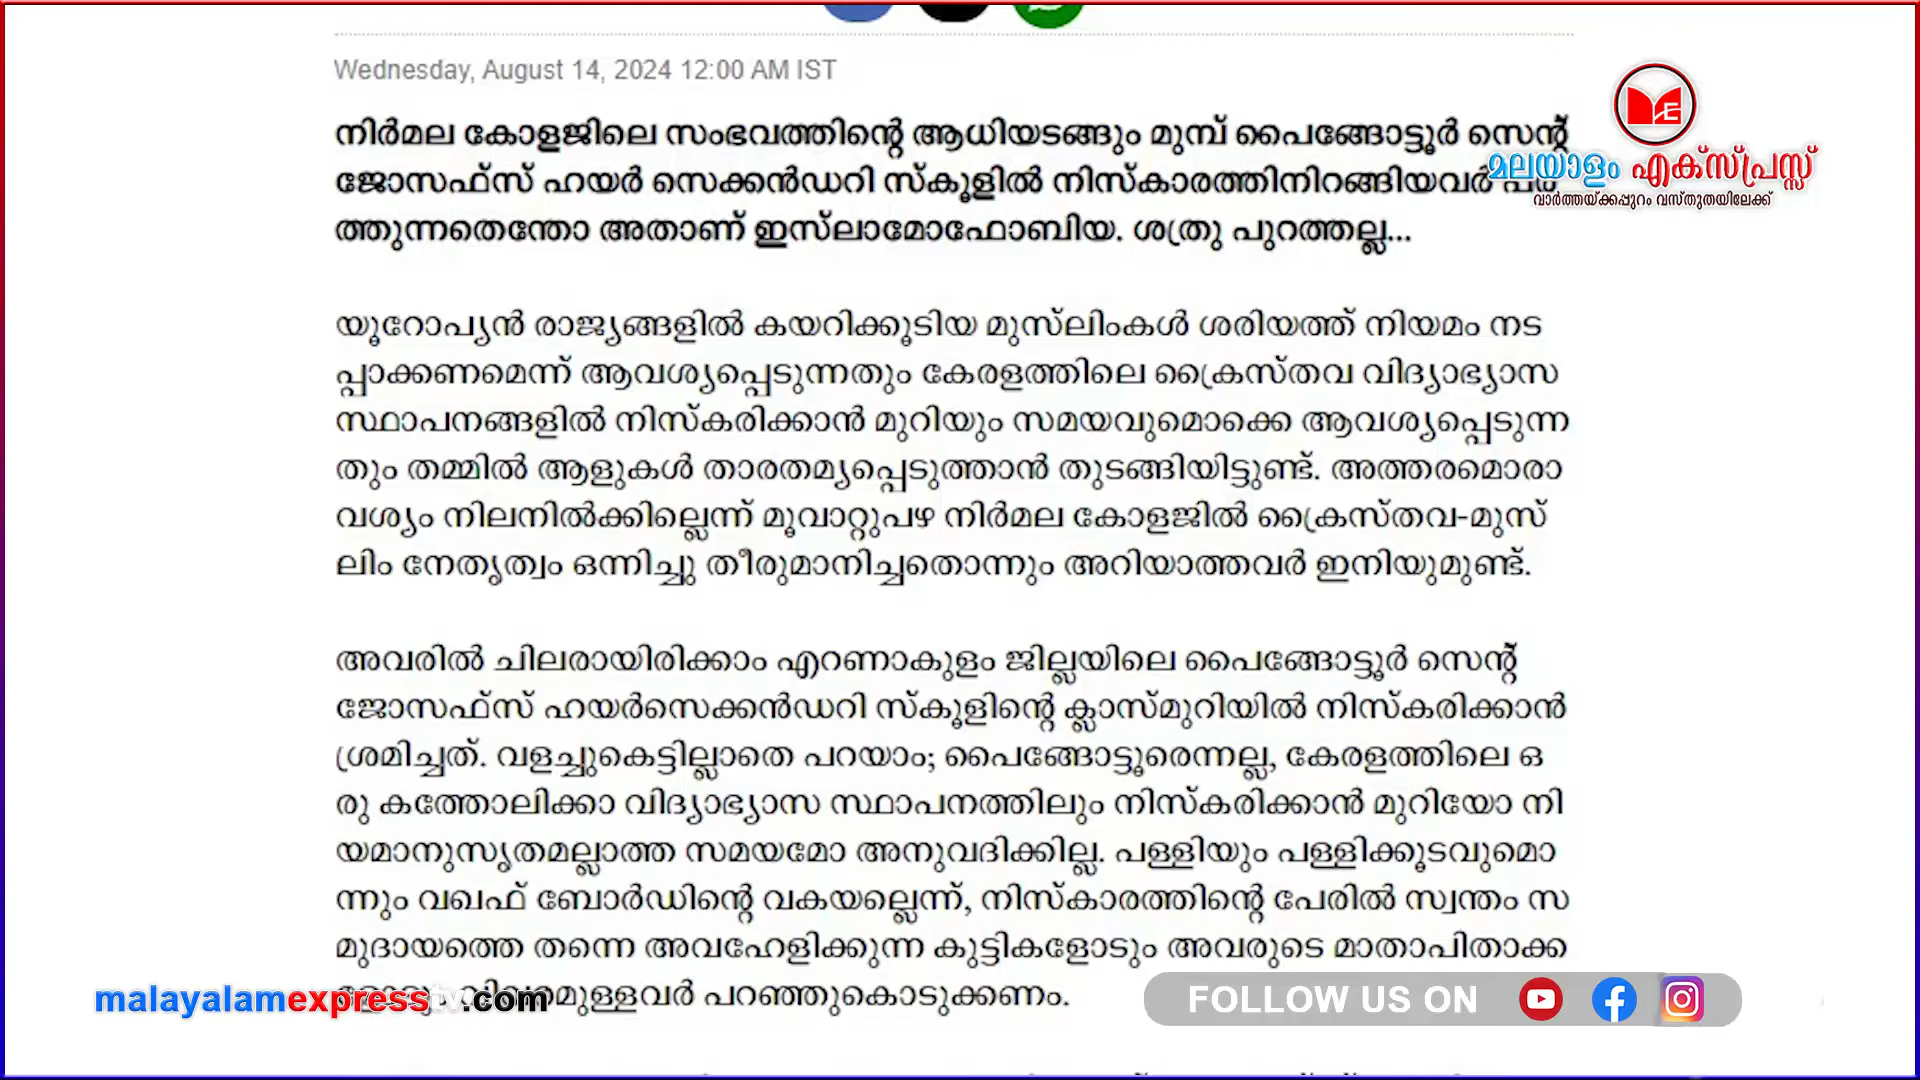 Wednesday, August 14, 2024 12:00 AM IST
നിർമല കോളജിലെ സംഭവത്തിന്റെ ആധിയടങ്ങും മുമ്പ് പൈങ്ങോട്ടൂർ സെന്റ്
ജോസഫ്സ് ഹയർ സെക്കൻഡറി സ്കൂളിൽ നിസ്കാരത്തിനിറങ്ങിയവർ പര
ത്തുന്നതെന്തോ അതാണ് ഇസ്‌ലാമോഫോബിയ. ശത്രു പുറത്തല്ല...
മലയാളം എക്സ്പ്രസ്സ്
വാർത്തയ്ക്കപ്പുറം വസ്തുതയിലേക്ക്
യൂറോപ്യൻ രാജ്യങ്ങളിൽ കയറിക്കൂടിയ മുസ്‌ലിംകൾ ശരിയത്ത് നിയമം നട
പ്പാക്കണമെന്ന് ആവശ്യപ്പെടുന്നതും കേരളത്തിലെ ക്രൈസ്തവ വിദ്യാഭ്യാസ
സ്ഥാപനങ്ങളിൽ നിസ്കരിക്കാൻ മുറിയും സമയവുമൊക്കെ ആവശ്യപ്പെടുന്ന
തും തമ്മിൽ ആളുകൾ താരതമ്യപ്പെടുത്താൻ തുടങ്ങിയിട്ടുണ്ട്. അത്തരമൊരാ
വശ്യം നിലനിൽക്കില്ലെന്ന് മൂവാറ്റുപുഴ നിർമല കോളജിൽ ക്രൈസ്തവ-മുസ്
ലിം നേതൃത്വം ഒന്നിച്ചു തീരുമാനിച്ചതൊന്നും അറിയാത്തവർ ഇനിയുമുണ്ട്.
അവരിൽ ചിലരായിരിക്കാം എറണാകുളം ജില്ലയിലെ പൈങ്ങോട്ടൂർ സെന്റ്
ജോസഫ്സ് ഹയർസെക്കൻഡറി സ്കൂളിന്റെ ക്ലാസ്മുറിയിൽ നിസ്കരിക്കാൻ
ശ്രമിച്ചത്. വളച്ചുകെട്ടില്ലാതെ പറയാം; പൈങ്ങോട്ടൂരെന്നല്ല, കേരളത്തിലെ ഒ
രു കത്തോലിക്കാ വിദ്യാഭ്യാസ സ്ഥാപനത്തിലും നിസ്കരിക്കാൻ മുറിയോ നി
യമാനുസൃതമല്ലാത്ത സമയമോ അനുവദിക്കില്ല. പള്ളിയും പള്ളിക്കൂടവുമൊ
ന്നും വഖഫ് ബോർഡിന്റെ വകയല്ലെന്ന്, നിസ്കാരത്തിന്റെ പേരിൽ സ്വന്തം സ
മുദായത്തെ തന്നെ അവഹേളിക്കുന്ന കുട്ടികളോടും അവരുടെ മാതാപിതാക്ക
പറഞ്ഞുകൊടുക്കണം.
malayalamexpresstv.com
FOLLOW US ON